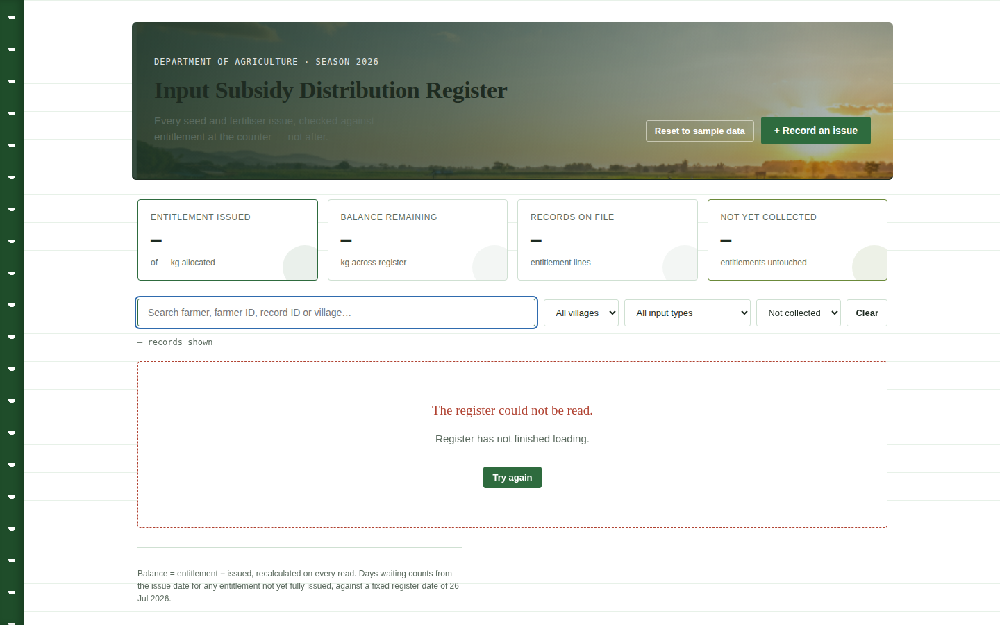 DEPARTMENT OF AGRICULTURE · SEASON 2026
Input Subsidy Distribution Register
Every seed and fertiliser issue, checked against
entitlement at the counter — not after.
Reset to sample data
+ Record an issue
ENTITLEMENT ISSUED
—
of — kg allocated
BALANCE REMAINING
—
kg across register
RECORDS ON FILE
—
entitlement lines
NOT YET COLLECTED
—
entitlements untouched
Search farmer, farmer ID, record ID or village…
All villages
All input types
Not collected
Clear
— records shown
The register could not be read.
Register has not finished loading.
Try again
Balance = entitlement − issued, recalculated on every read. Days waiting counts from
the issue date for any entitlement not yet fully issued, against a fixed register date of 26
Jul 2026.